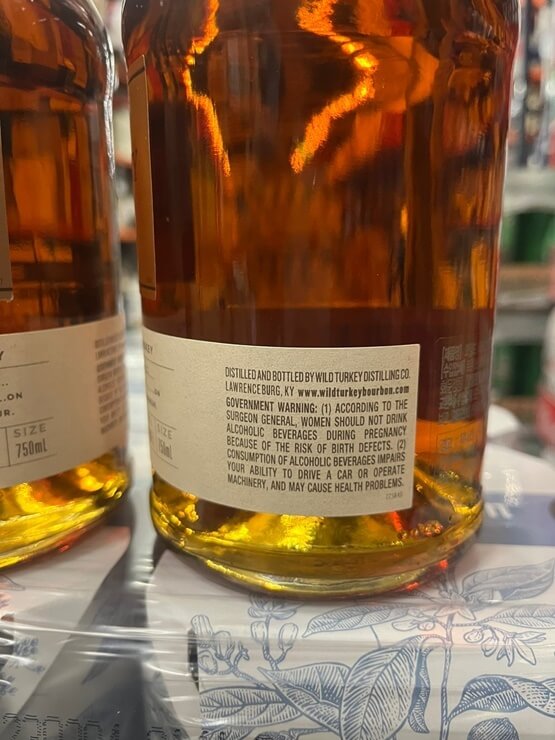 Y
...
..ON
UR.
SIZE
750mL
SIZE
DISTILLED AND BOTTLED BY WILD TURKEY DISTILLING CO.
LAWRENCEBURG, KY www.wildturkeybourbon.com
GOVERNMENT WARNING: (1) ACCORDING TO THE
SURGEON GENERAL, WOMEN SHOULD NOT DRINK
ALCOHOLIC BEVERAGES DURING PREGNANCY
BECAUSE OF THE RISK OF BIRTH DEFECTS. (2)
CONSUMPTION OF ALCOHOLIC BEVERAGES IMPAIRS
YOUR ABILITY TO DRIVE A CAR OR OPERATE
MACHINERY, AND MAY CAUSE HEALTH PROBLEMS.